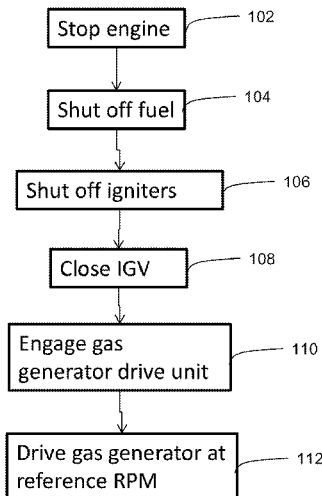 Stop engine
102
Shut off fuel
104
Shut off igniters
106
Close IGV
108
Engage gas
generator drive unit
110
Drive gas generator at
reference RPM
112